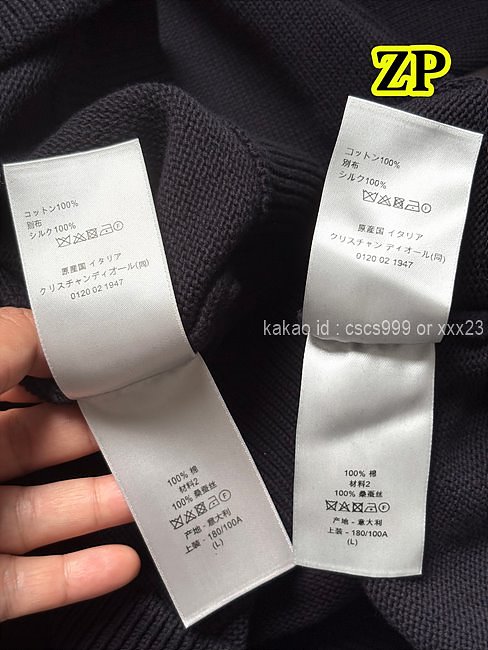 ZP
コットン100%
別布
シルク100%
原産国 イタリア
クリスチャン ディオール(同)
0120 02 1947
コットン100%
別布
シルク100%
原産国 イタリア
クリスチャン ディオール(同)
0120 02 1947
kakao id : cscs999 or xxx23
100% 棉
材料2
100% 桑蚕丝
产地 - 意大利
上装 - 180/100A
(L)
100% 棉
材料2
100% 桑蚕丝
产地 - 意大利
上装 - 180/100A
(L)